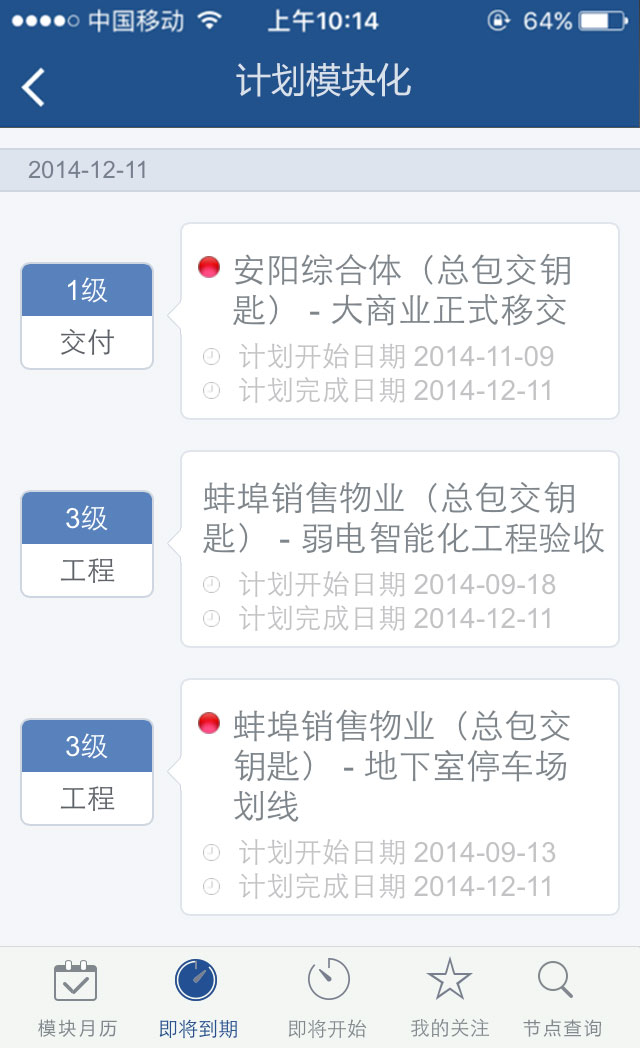 中国移动 上午10:14 64%
计划模块化
2014-12-11
1级
交付
安阳综合体（总包交钥
匙） - 大商业正式移交
计划开始日期 2014-11-09
计划完成日期 2014-12-11
3级
工程
蚌埠销售物业（总包交钥
匙） - 弱电智能化工程验收
计划开始日期 2014-09-18
计划完成日期 2014-12-11
3级
工程
蚌埠销售物业（总包交
钥匙） - 地下室停车场
划线
计划开始日期 2014-09-13
计划完成日期 2014-12-11
模块月历 即将到期 即将开始 我的关注 节点查询